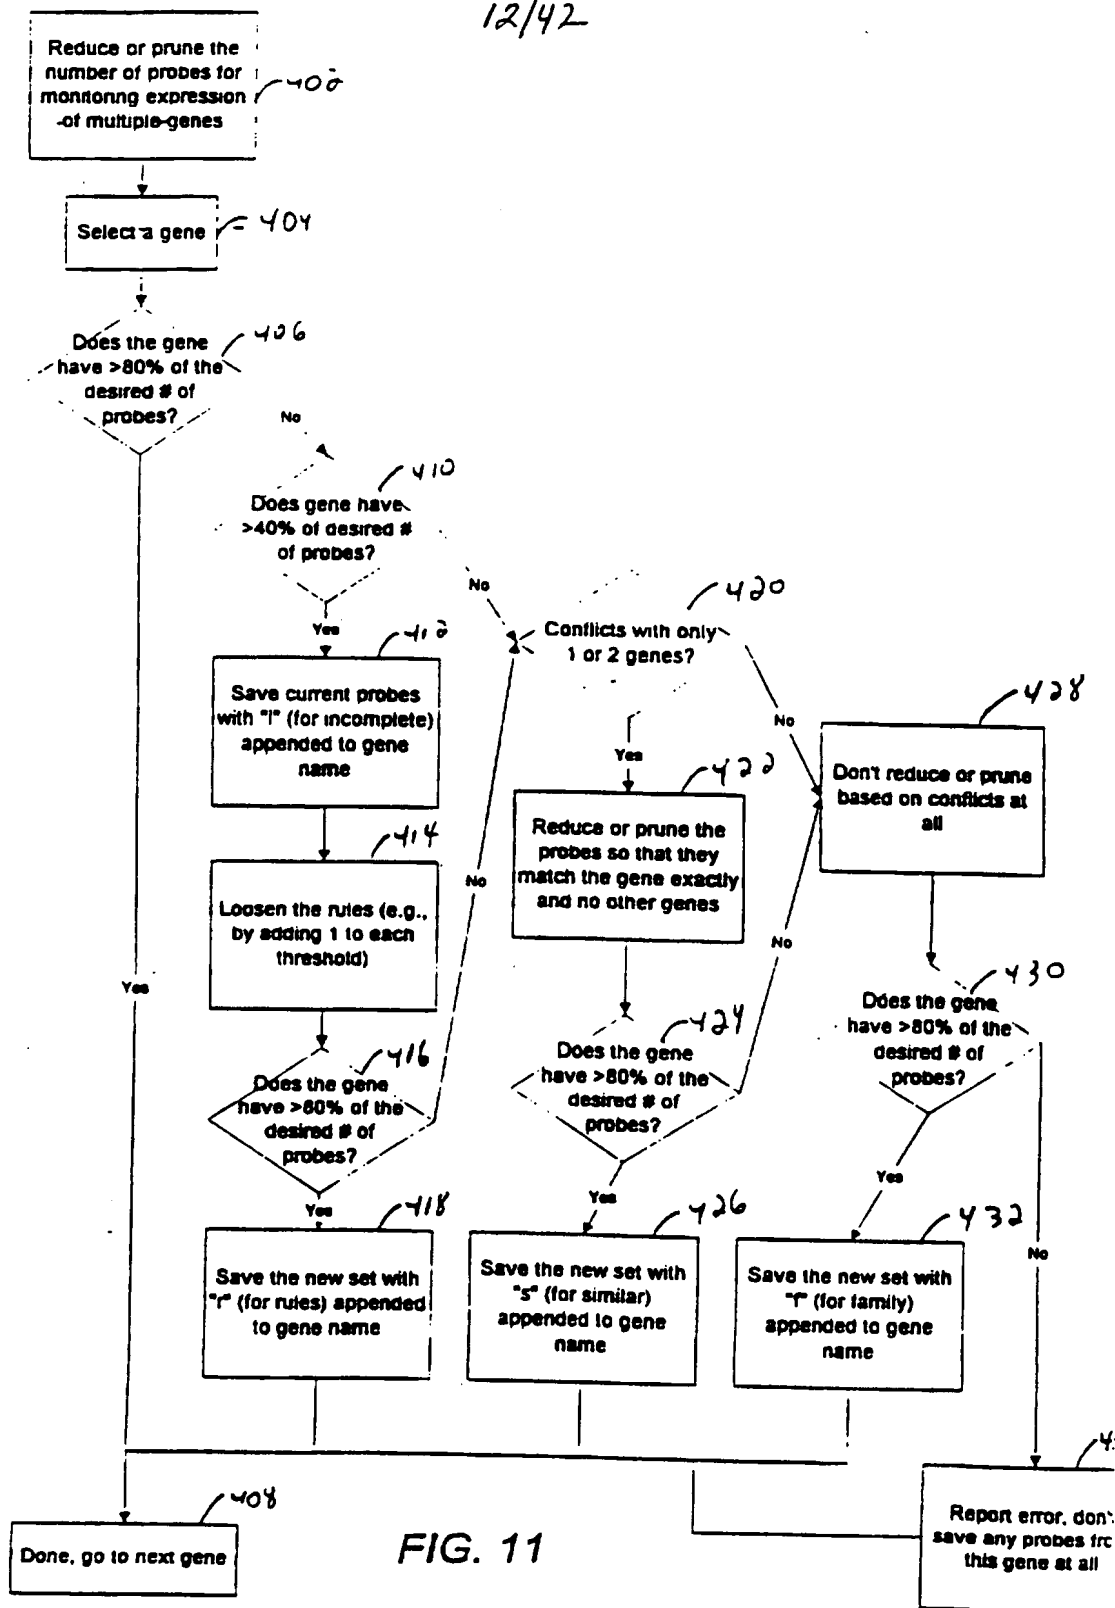 12/42
Reduce or prune the
number of probes for
monitoring expression
of multiple-genes
402
Select a gene
404
406
Does the gene
have >80% of the
desired # of
probes?
No
410
Does gene have
>40% of desired #
of probes?
No
420
Yes
412
Conflicts with only
1 or 2 genes?
Save current probes
with "I" (for incomplete)
appended to gene
name
428
No
Yes
422
Don't reduce or prune
based on conflicts at
all
Reduce or prune the
probes so that they
match the gene exactly
and no other genes
414
No
Loosen the rules (e.g.,
by adding 1 to each
threshold)
No
Yes
430
Does the gene
have >80% of the
desired # of
probes?
424
Does the gene
have >80% of the
desired # of
probes?
416
Does the gene
have >80% of the
desired # of
probes?
Yes
Yes
Yes
418
426
432
No
Save the new set with
"r" (for rules) appended
to gene name
Save the new set with
"s" (for similar)
appended to gene
name
Save the new set with
"f" (for family)
appended to gene
name
408
Done, go to next gene
FIG. 11
Report error, don'
save any probes
this gene at all